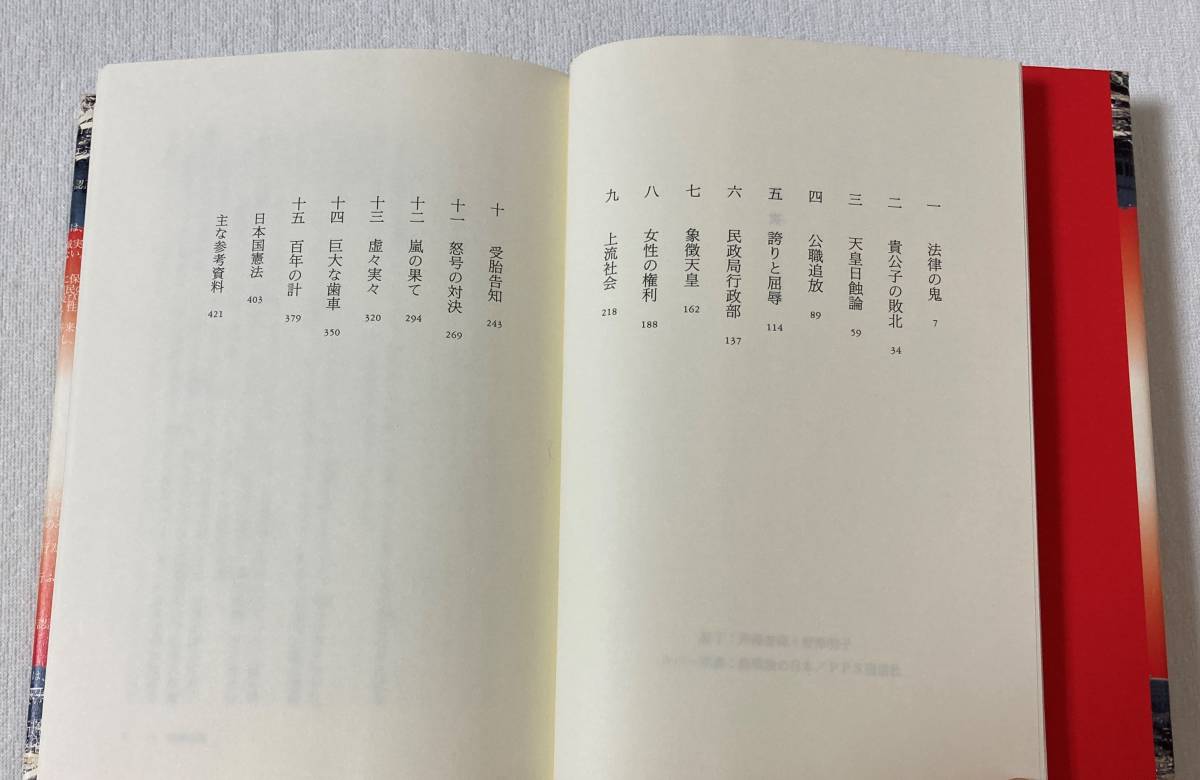 一 法律の鬼 7
二 貴公子の敗北 34
三 天皇日蝕論 59
四 公職追放 89
五 誇りと屈辱 114
六 民政局行政部 137
七 象徴天皇 162
八 女性の権利 188
九 上流社会 218
十 受胎告知 243
十一 怒号の対決 269
十二 嵐の果て 294
十三 虚々実々 320
十四 巨大な歯車 350
十五 百年の計 379
日本国憲法 403
主な参考資料 421